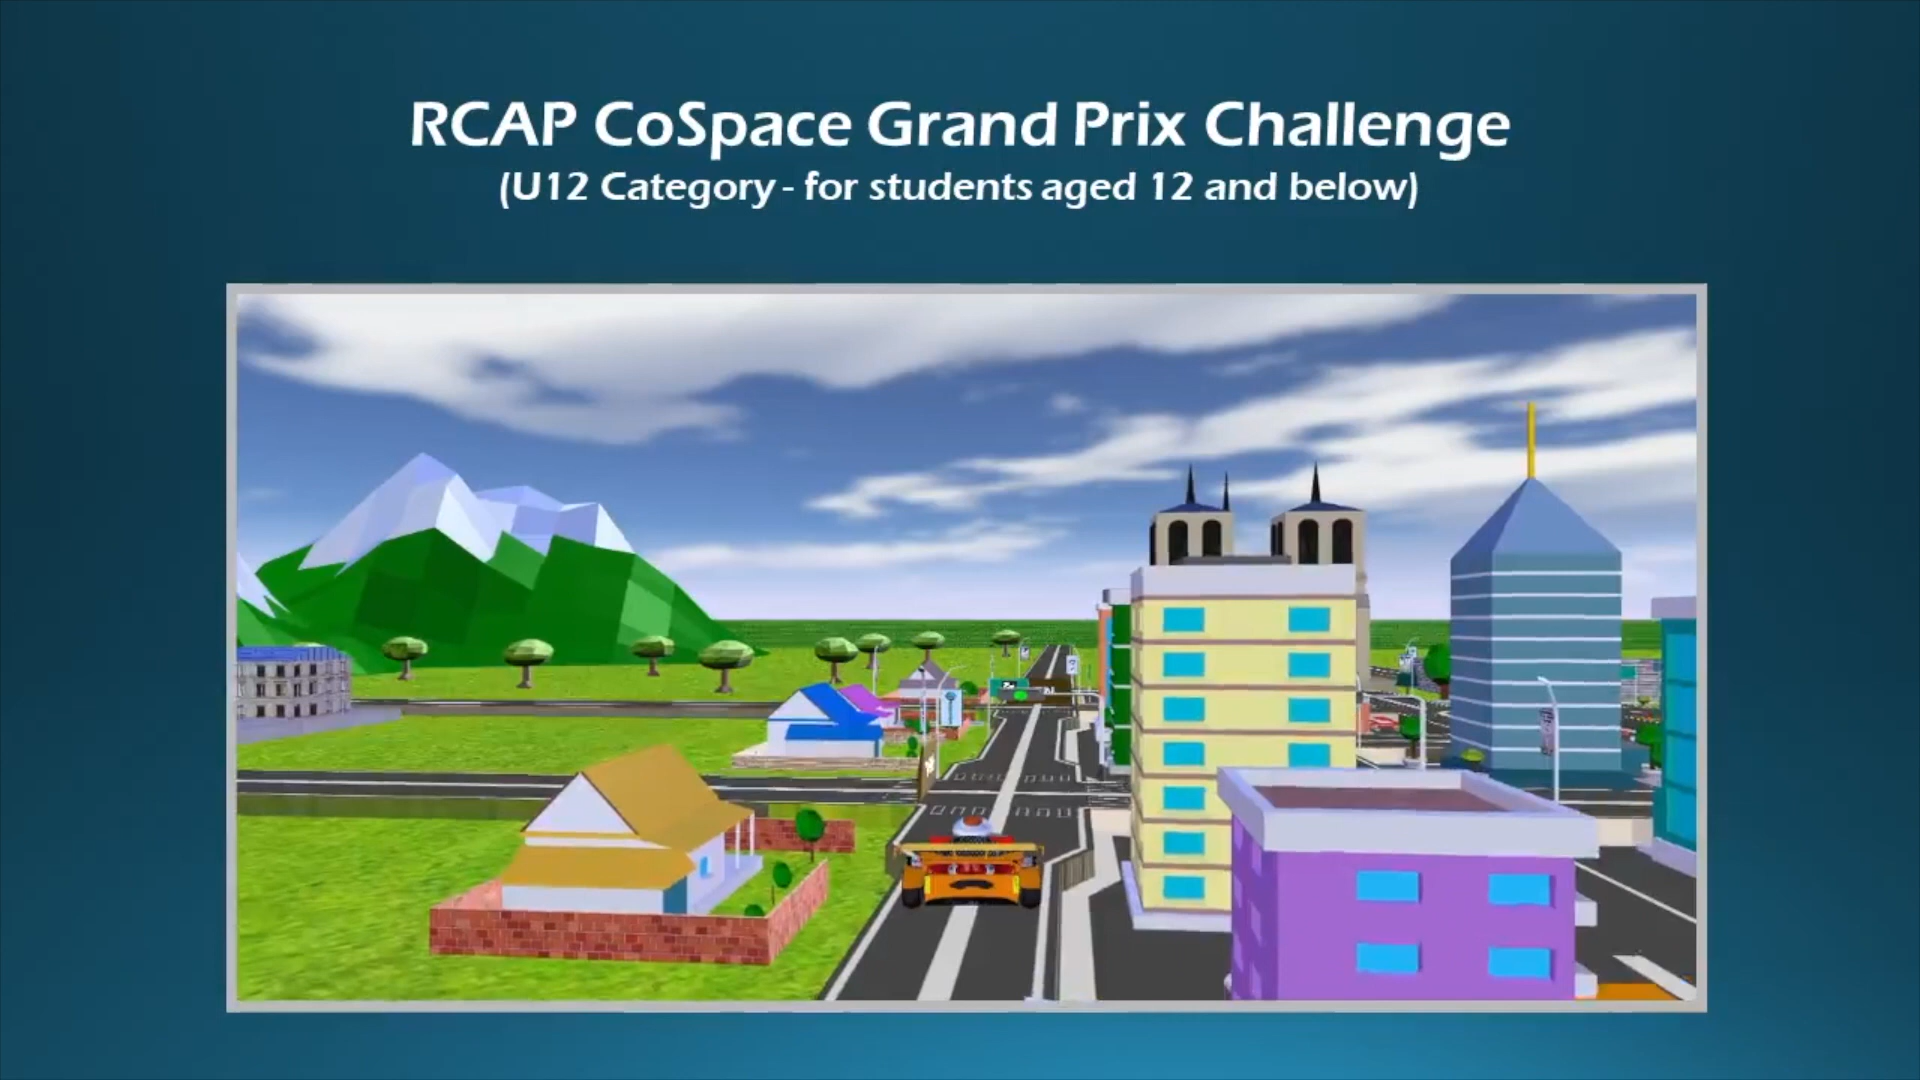 RCAP CoSpace Grand Prix Challenge
(U12 Category - for students aged 12 and below)